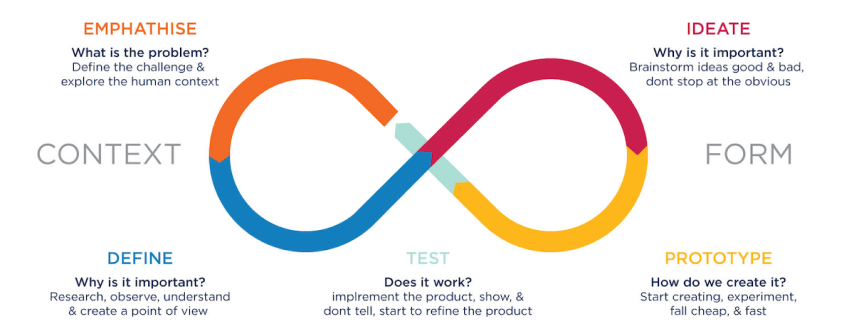 EMPHATHISE
What is the problem?
Define the challenge &
explore the human context
IDEATE
Why is it important?
Brainstorm ideas good & bad,
dont stop at the obvious
CONTEXT
FORM
DEFINE
Why is it important?
Research, observe, understand
& create a point of view
TEST
Does it work?
implrement the product, show, &
dont tell, start to refine the product
PROTOTYPE
How do we create it?
Start creating, experiment,
fall cheap, & fast